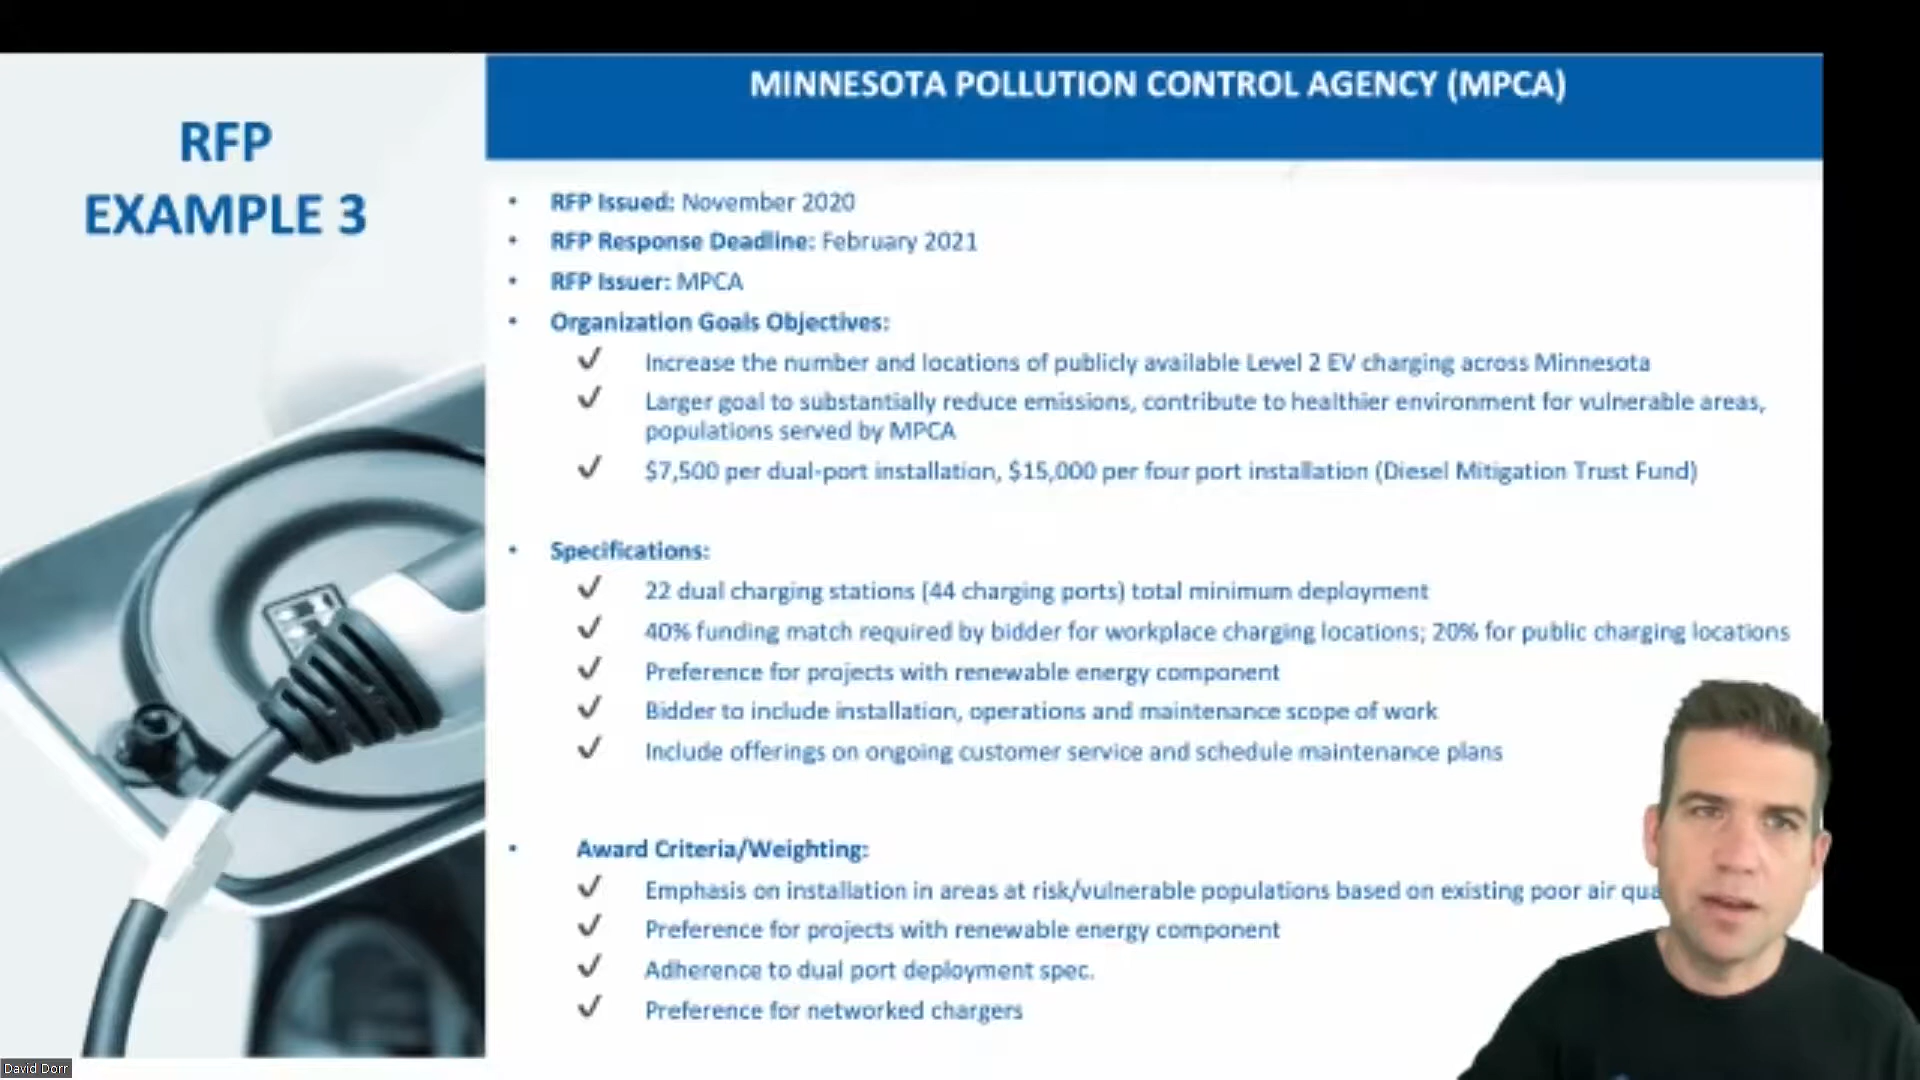 RFP
EXAMPLE 3
MINNESOTA POLLUTION CONTROL AGENCY (MPCA)
• RFP Issued: November 2020
• RFP Response Deadline: February 2021
• RFP Issuer: MPCA
• Organization Goals Objectives:
✓ Increase the number and locations of publicly available Level 2 EV charging across Minnesota
✓ Larger goal to substantially reduce emissions, contribute to healthier environment for vulnerable areas,
populations served by MPCA
✓ $7,500 per dual-port installation, $15,000 per four port installation (Diesel Mitigation Trust Fund)
• Specifications:
✓ 22 dual charging stations (44 charging ports) total minimum deployment
✓ 40% funding match required by bidder for workplace charging locations; 20% for public charging locations
✓ Preference for projects with renewable energy component
✓ Bidder to include installation, operations and maintenance scope of work
✓ Include offerings on ongoing customer service and schedule maintenance plans
• Award Criteria/Weighting:
✓ Emphasis on installation in areas at risk/vulnerable populations based on existing poor air
✓ Preference for projects with renewable energy component
✓ Adherence to dual port deployment spec.
✓ Preference for networked chargers
David Dorr